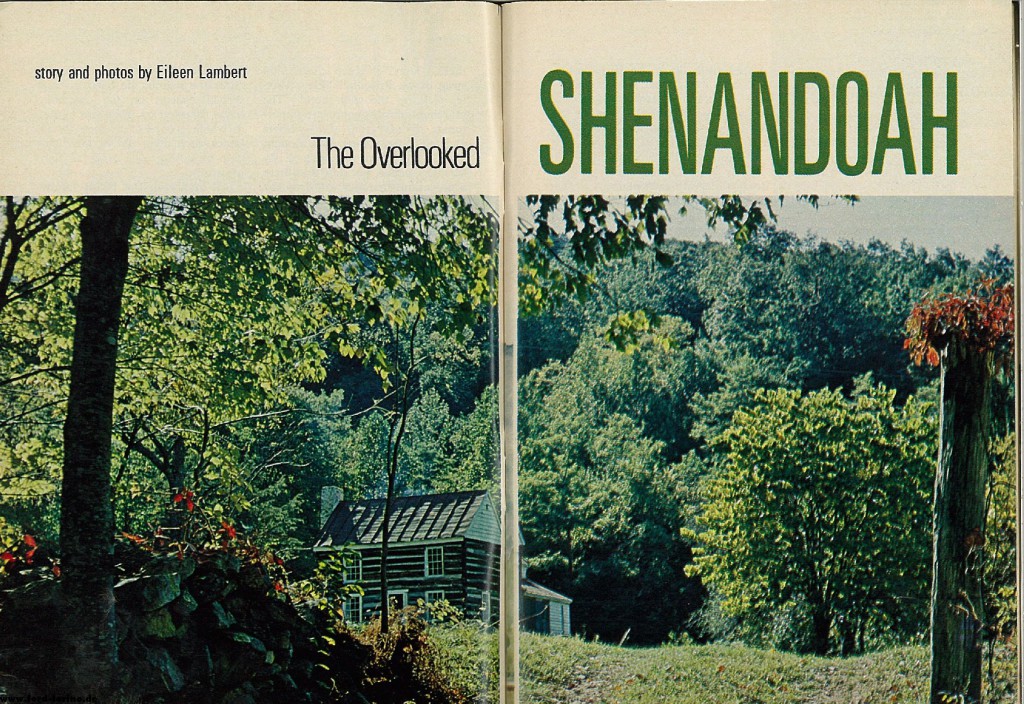 story and photos by Eileen Lambert
The Overlooked
SHENANDOAH